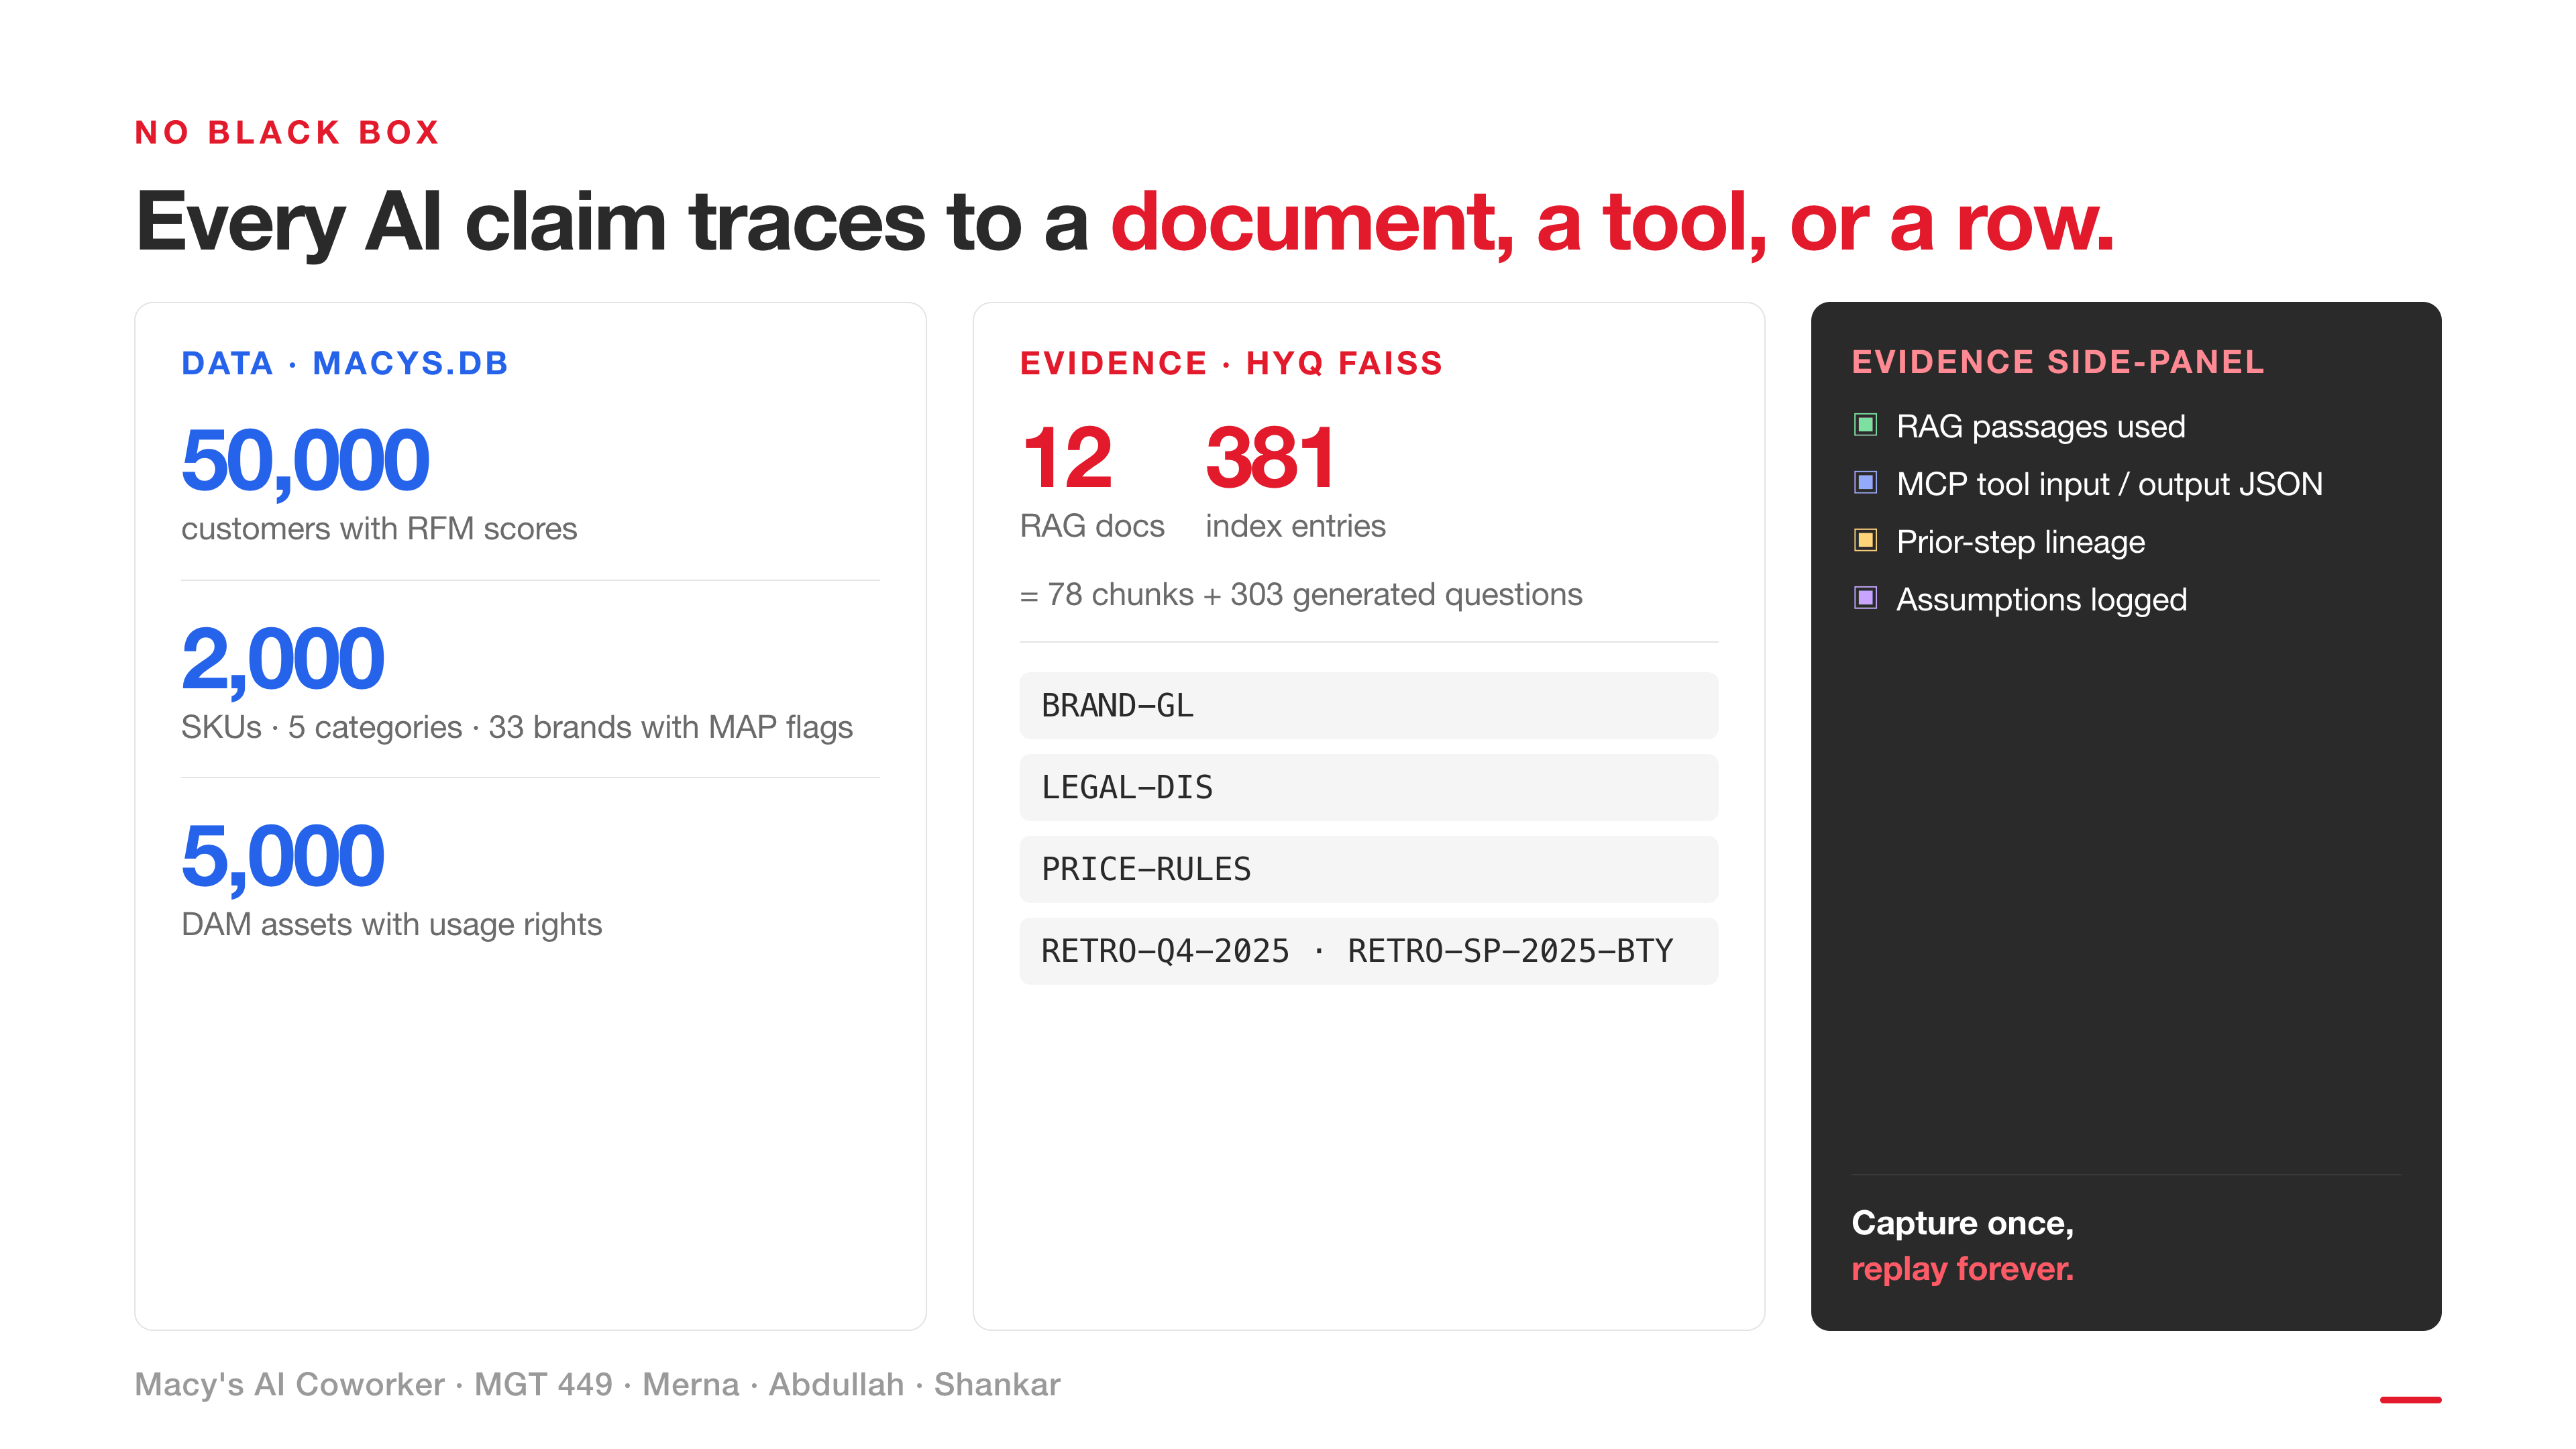 NO BLACK BOX
Every AI claim traces to a document, a tool, or a row.
DATA · MACYS.DB
50,000
customers with RFM scores
2,000
SKUs · 5 categories · 33 brands with MAP flags
5,000
DAM assets with usage rights
EVIDENCE · HYQ FAISS
12 381
RAG docs index entries
= 78 chunks + 303 generated questions
BRAND–GL
LEGAL–DIS
PRICE–RULES
RETRO–Q4–2025 · RETRO–SP–2025–BTY
EVIDENCE SIDE-PANEL
▣ RAG passages used
▣ MCP tool input / output JSON
▣ Prior-step lineage
▣ Assumptions logged
Capture once,
replay forever.
Macy's AI Coworker · MGT 449 · Merna · Abdullah · Shankar